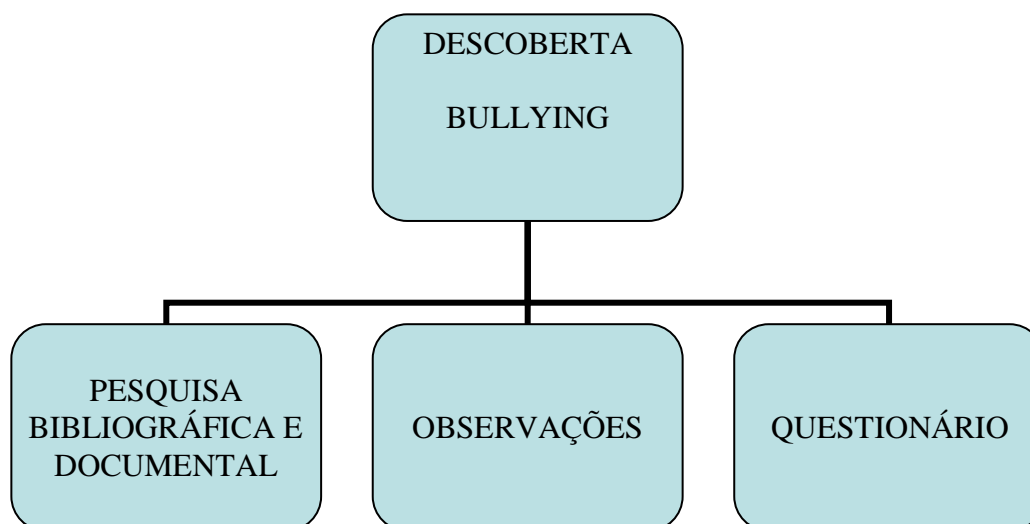 DESCOBERTA
BULLYING
PESQUISA
BIBLIOGRÁFICA E
DOCUMENTAL
OBSERVAÇÕES
QUESTIONÁRIO